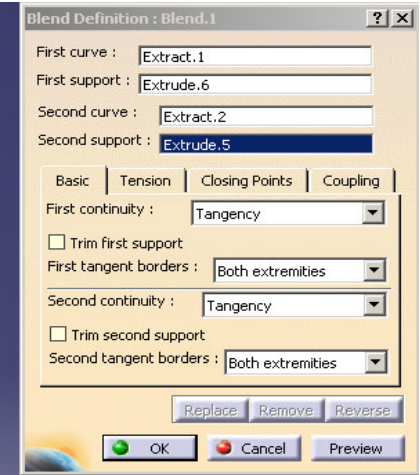 Blend Definition : Blend.1 ? X
First curve : Extract.1
First support : Extrude.6
Second curve : Extract.2
Second support : Extrude.5
Basic Tension Closing Points Coupling
First continuity : Tangency
Trim first support
First tangent borders : Both extremities
Second continuity : Tangency
Trim second support
Second tangent borders : Both extremities
Replace Remove Reverse
OK Cancel Preview